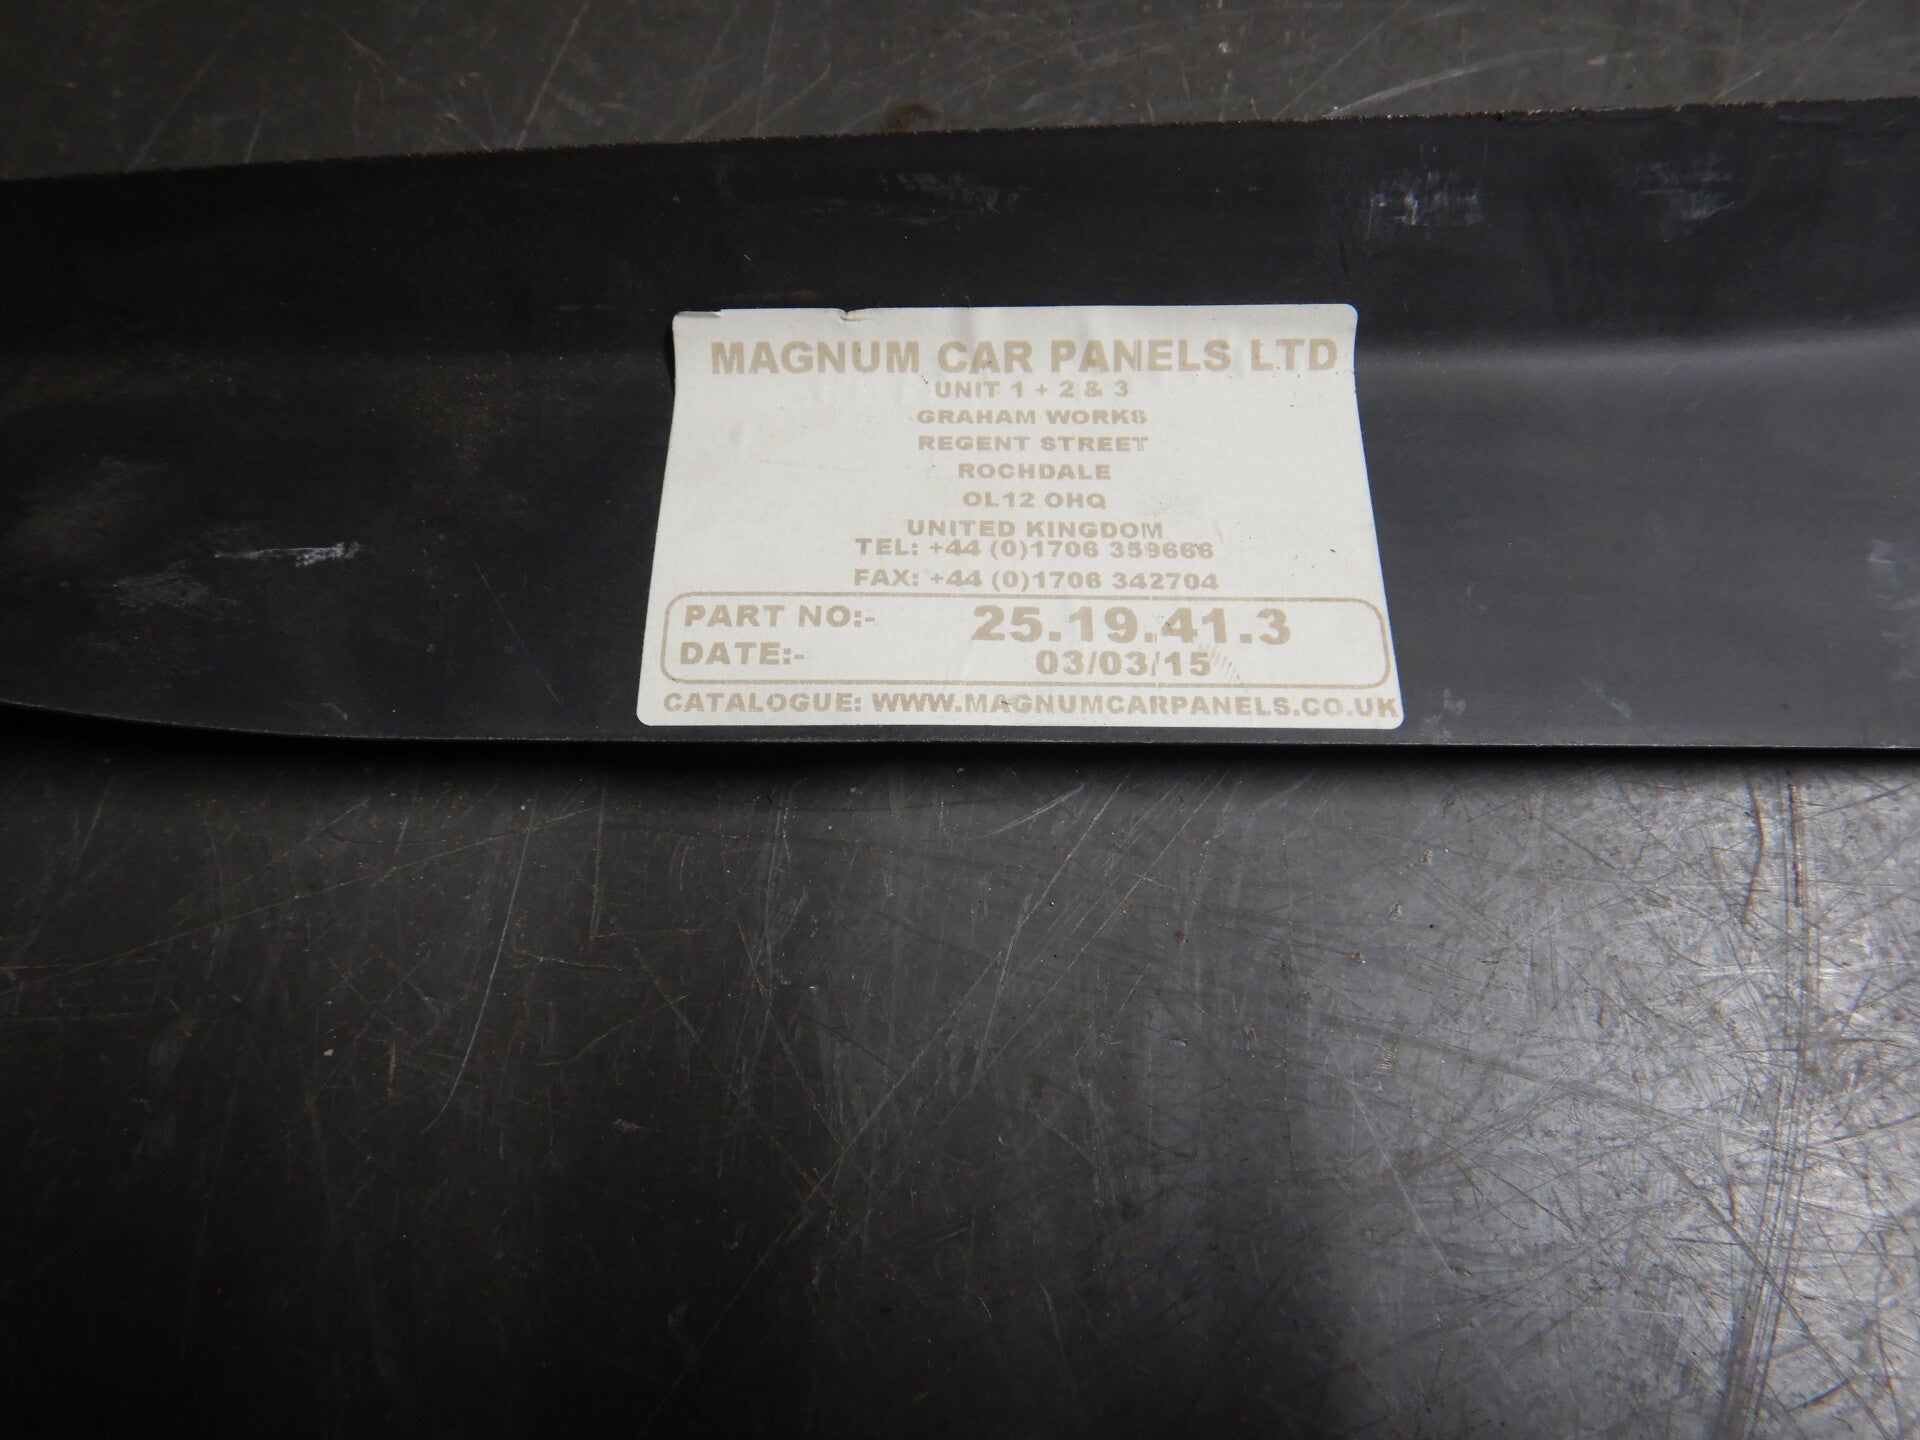 MAGNUM CAR PANELS LTD
UNIT 1 + 2 & 3
GRAHAM WORKS
REGENT STREET
ROCHDALE
OL12 OHQ
UNITED KINGDOM
TEL: +44 (0)1706 359666
FAX: +44 (0)1706 342704
PART NO:- 25.19.41.3
DATE:- 03/03/15
CATALOGUE: WWW.MAGNUMCARPANELS.CO.UK